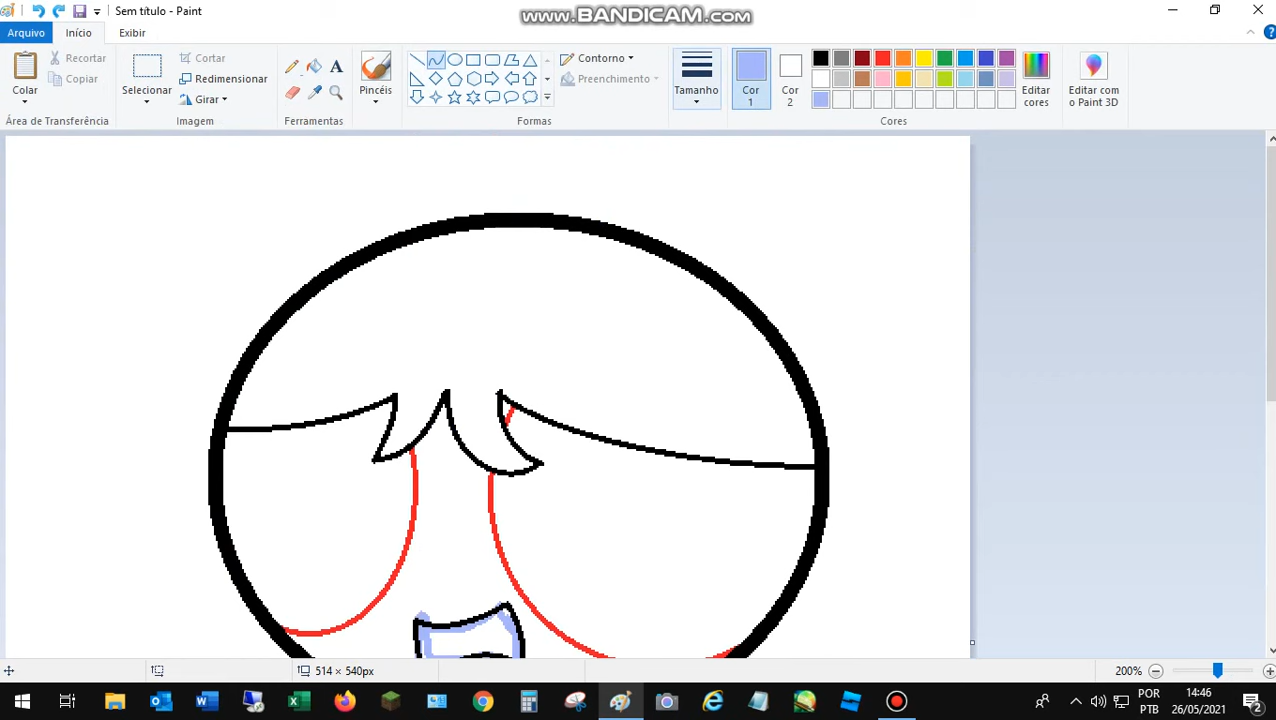 www.BANDICAM.com
Sem título - Paint
Arquivo Início Exibir
Colar
Recortar
Copiar
Área de Transferência
Selecionar
Cortar
Redimensionar
Girar
Imagem
A
Ferramentas
Pincéis
Contorno
Preenchimento
Formas
Tamanho
Cor
1
Cor
2
Editar
cores
Cores
Editar com
o Paint 3D
514 × 540px
200%
POR
PTB
14:46
26/05/2021
2